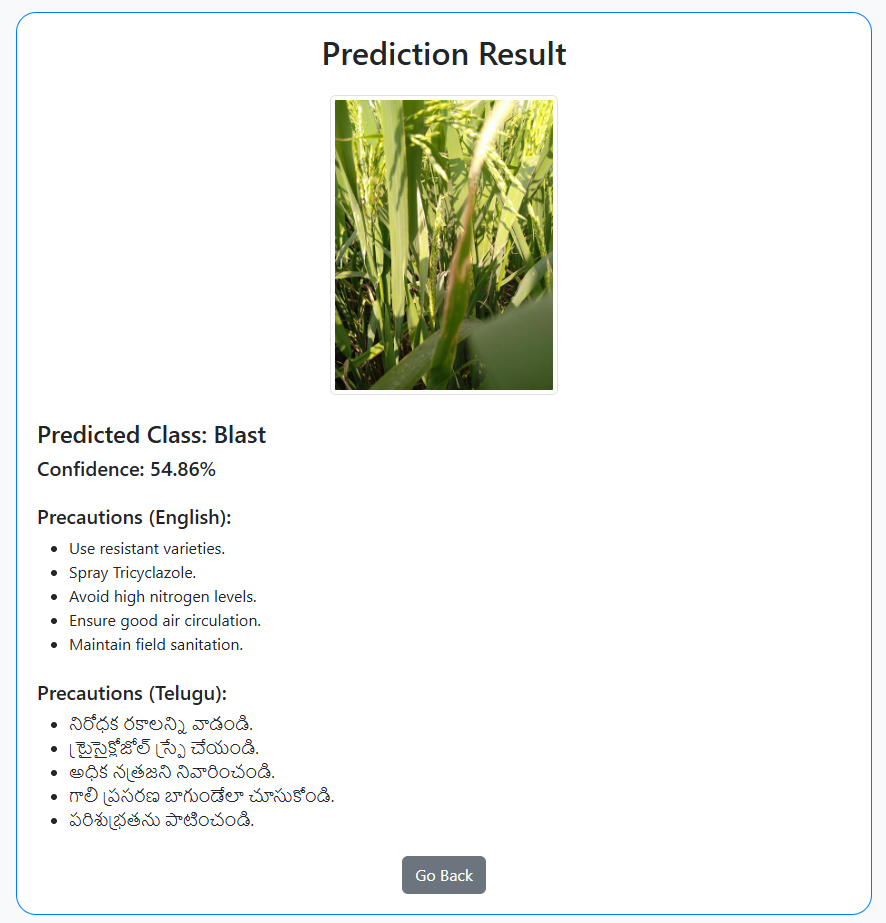 Prediction Result
Predicted Class: Blast
Confidence: 54.86%
Precautions (English):
Use resistant varieties.
Spray Tricyclazole.
Avoid high nitrogen levels.
Ensure good air circulation.
Maintain field sanitation.
Precautions (Telugu):
నిరోధక రకాలన్ని వాడండి.
ట్రైసైక్లోజోల్ స్ప్రే చేయండి.
అధిక నత్రజని నివారించండి.
గాలి ప్రసరణ బాగుండేలా చూసుకోండి.
పరిశుభ్రతను పాటించండి.
Go Back